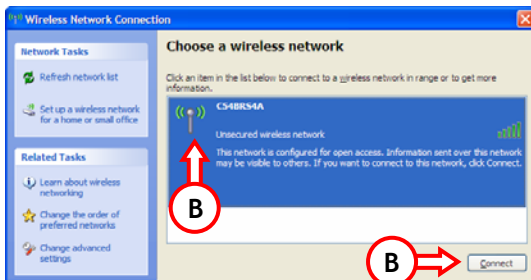 Wireless Network Connection
Network Tasks
Refresh network list
Set up a wireless network
for a home or small office
Related Tasks
Learn about wireless
networking
Change the order of
preferred networks
Change advanced
settings
Choose a wireless network
Click an item in the list below to connect to a wireless network in range or to get more
information.
C54BRS4A
Unsecured wireless network
This network is configured for open access. Information sent over this network
may be visible to others. If you want to connect to this network, click Connect.
B
B
Connect